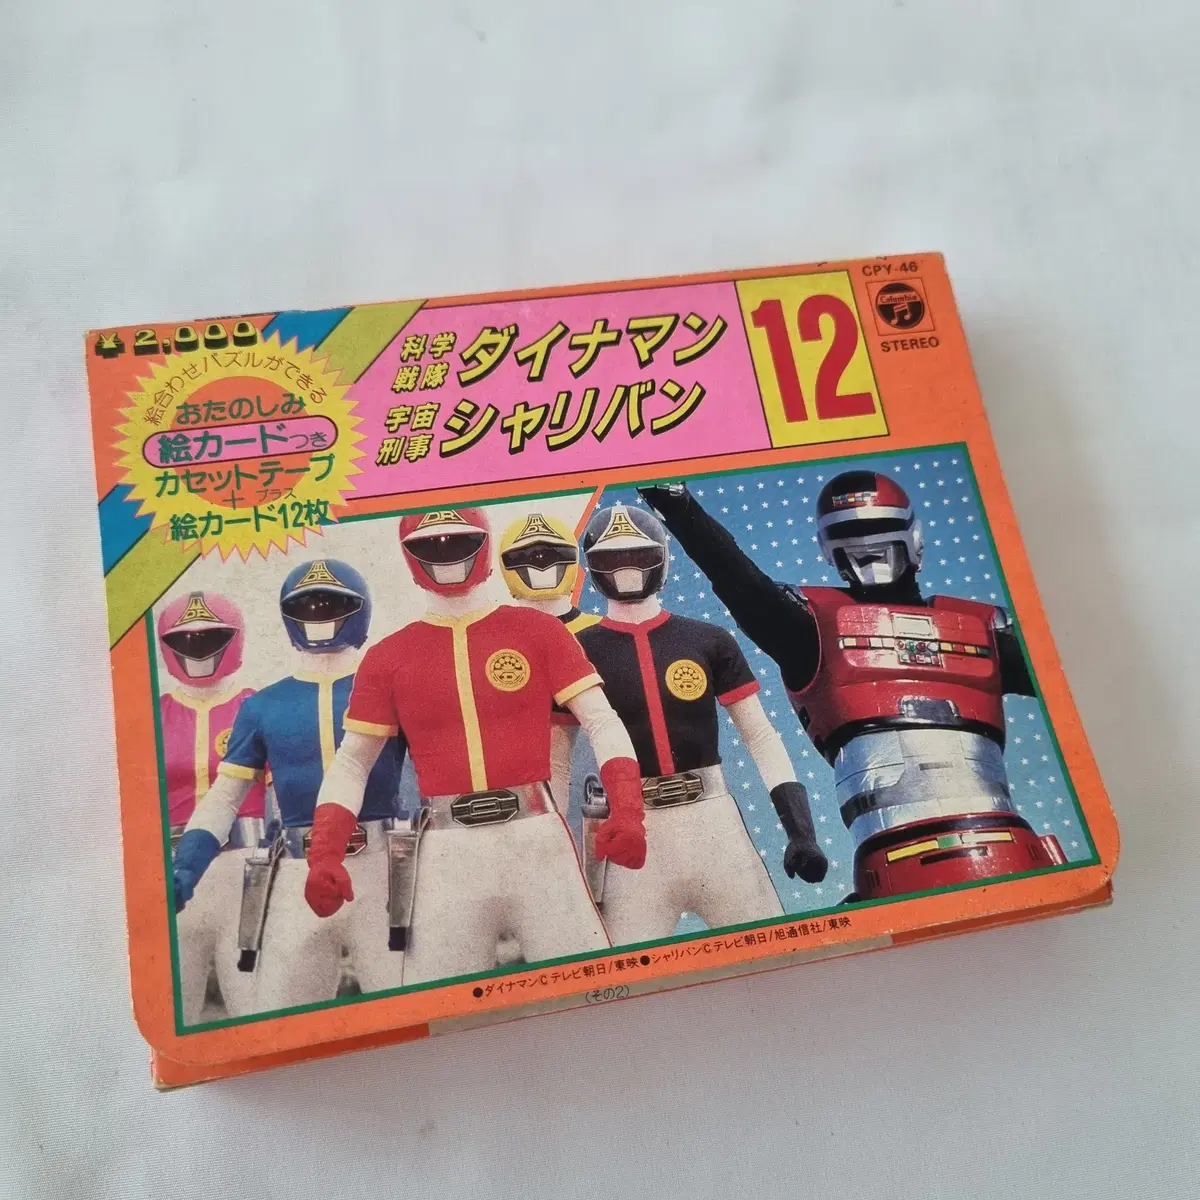 CPY-46
Columbia
STEREO
¥2,000
絵合わせパズルができる
おたのしみ
絵カードつき
カセットテープ
+プラス
絵カード12枚
科学戦隊 ダイナマン
宇宙刑事 シャリバン
12
●ダイナマン©テレビ朝日/東映●シャリバン©テレビ朝日/旭通信社/東映
(その2)